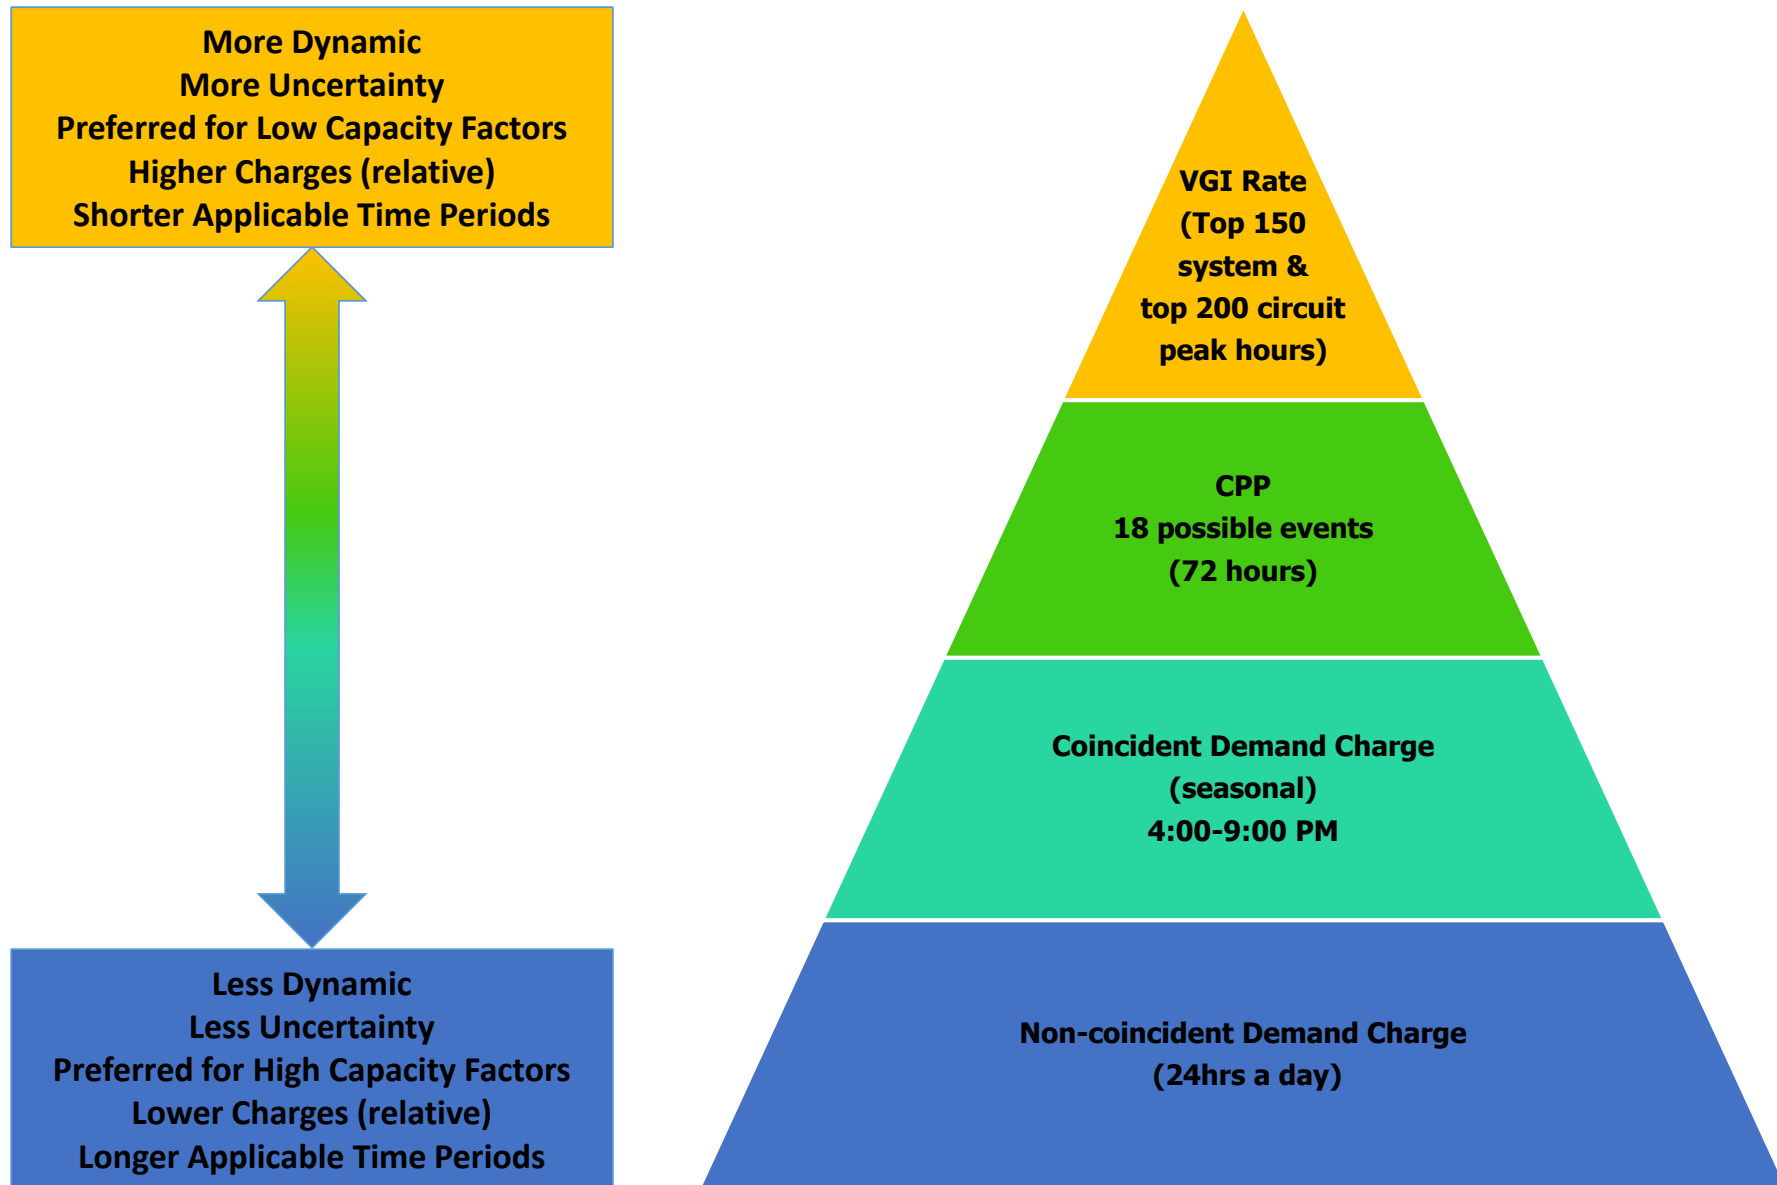 More Dynamic
More Uncertainty
Preferred for Low Capacity Factors
Higher Charges (relative)
Shorter Applicable Time Periods
Less Dynamic
Less Uncertainty
Preferred for High Capacity Factors
Lower Charges (relative)
Longer Applicable Time Periods
VGI Rate
(Top 150
system &
top 200 circuit
peak hours)
CPP
18 possible events
(72 hours)
Coincident Demand Charge
(seasonal)
4:00-9:00 PM
Non-coincident Demand Charge
(24hrs a day)